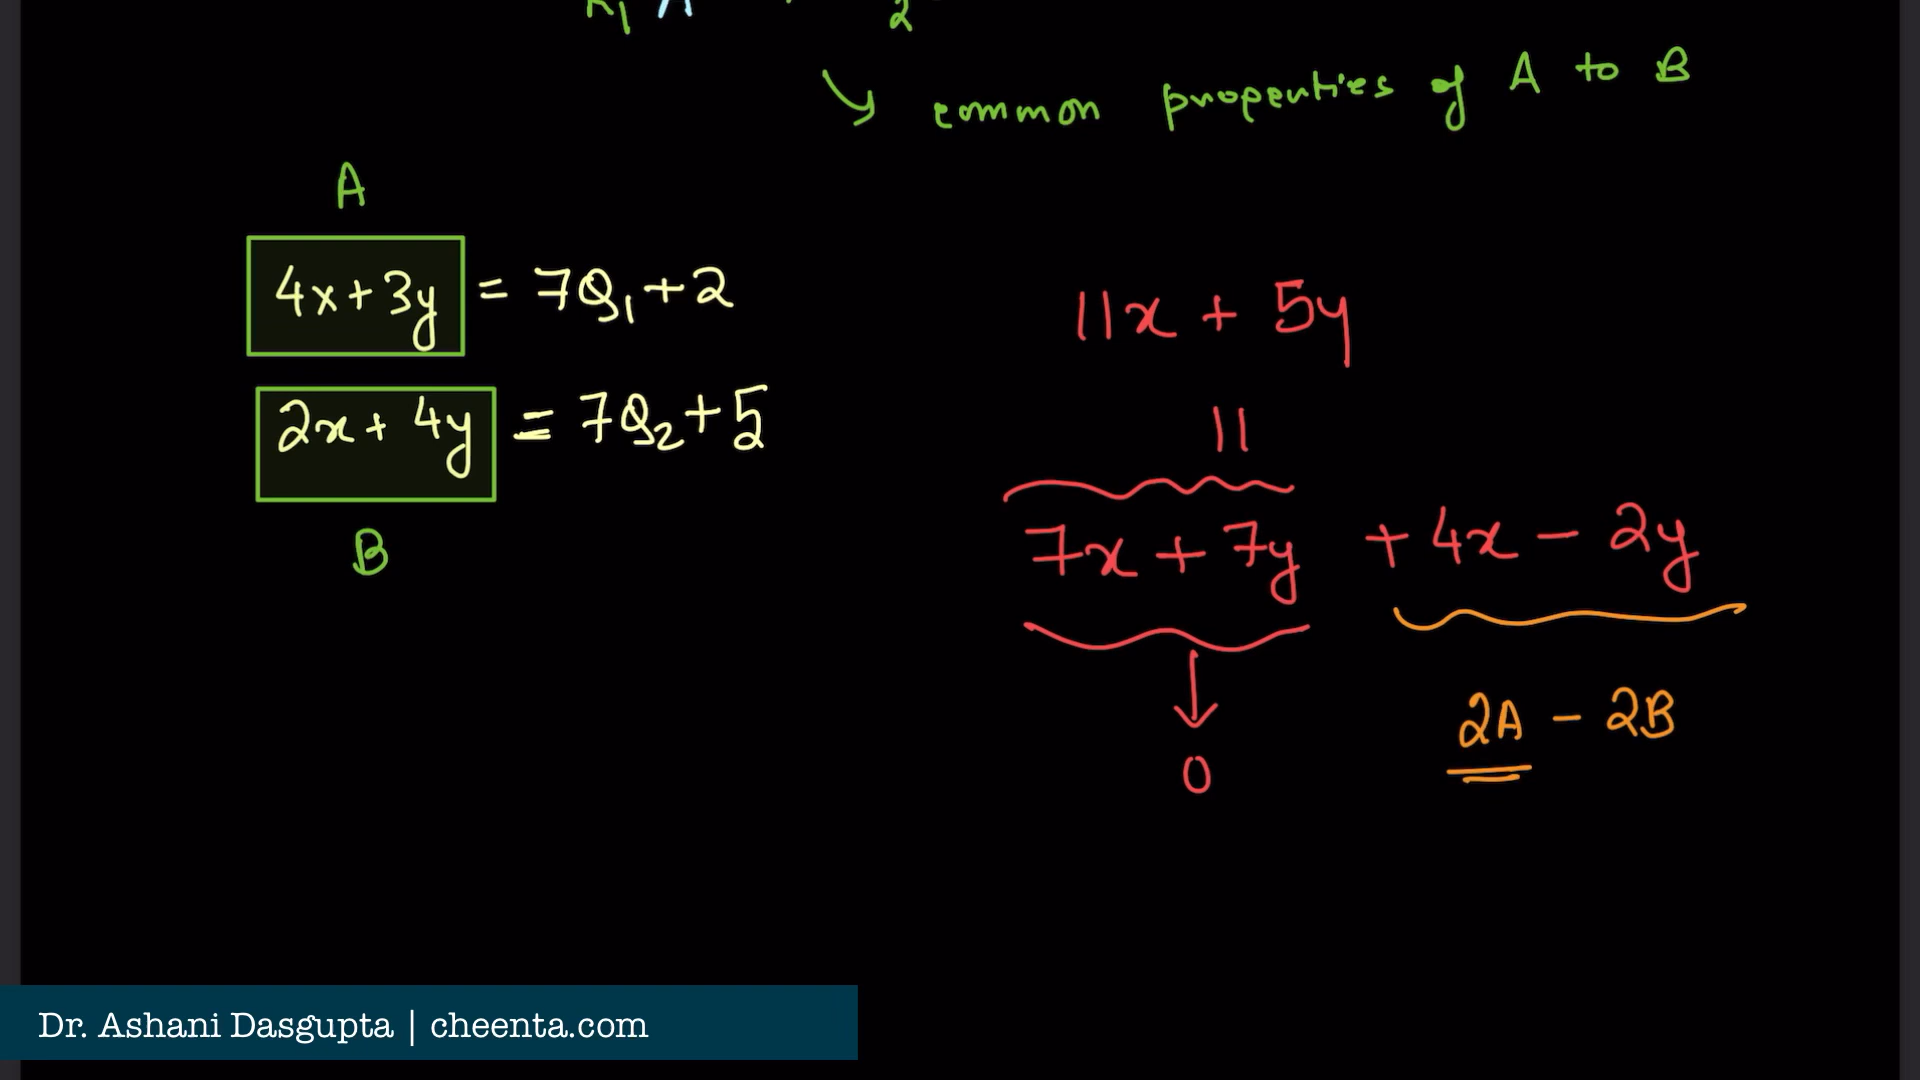 2
common properties of A to B
A
4x+3y = 7Q₁+2
2x+4y = 7Q₂+5
B
11x + 5y
||
7x + 7y + 4x - 2y
0
2A - 2B
Dr. Ashani Dasgupta | cheenta.com